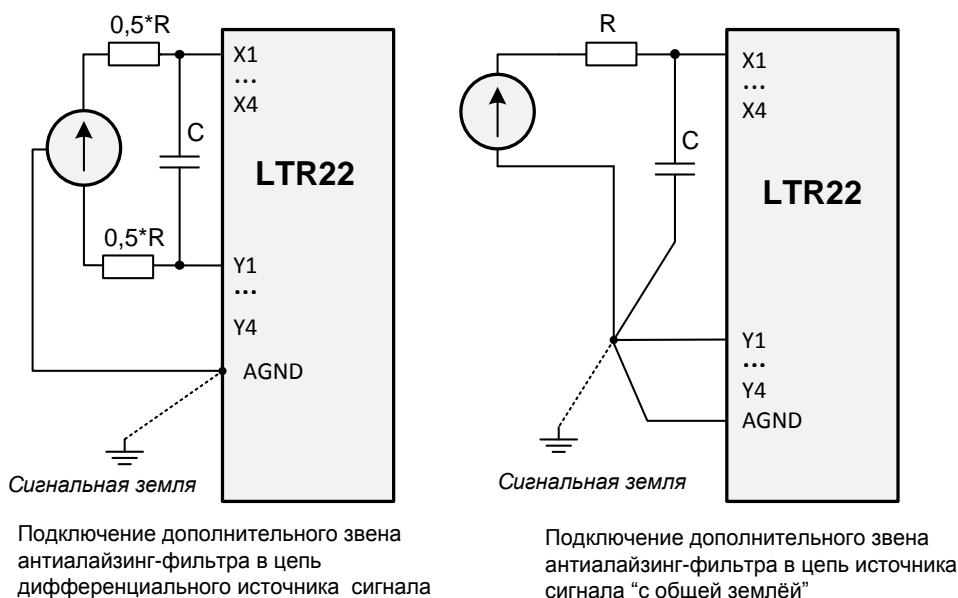 0,5*R
X1
...
X4
C
LTR22
0,5*R
Y1
...
Y4
AGND
Сигнальная земля
Подключение дополнительного звена
антиалайзинг-фильтра в цепь
дифференциального источника сигнала
R
X1
...
X4
C
LTR22
Y1
...
Y4
AGND
Сигнальная земля
Подключение дополнительного звена
антиалайзинг-фильтра в цепь источника
сигнала “с общей землёй”